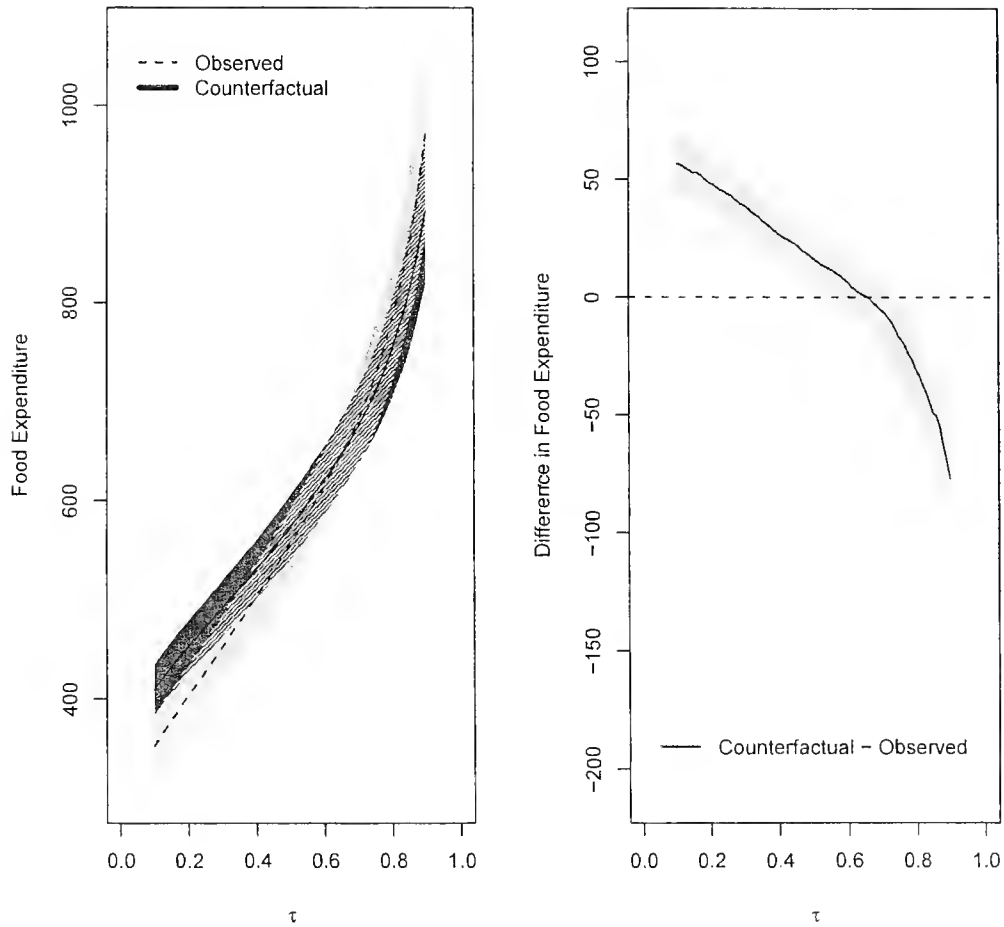 Food Expenditure
1000
800
600
400
Observed
Counterfactual
0.0 0.2 0.4 0.6 0.8 1.0
τ
Difference in Food Expenditure
100
50
0
−50
−100
−150
−200
Counterfactual − Observed
0.0 0.2 0.4 0.6 0.8 1.0
τ